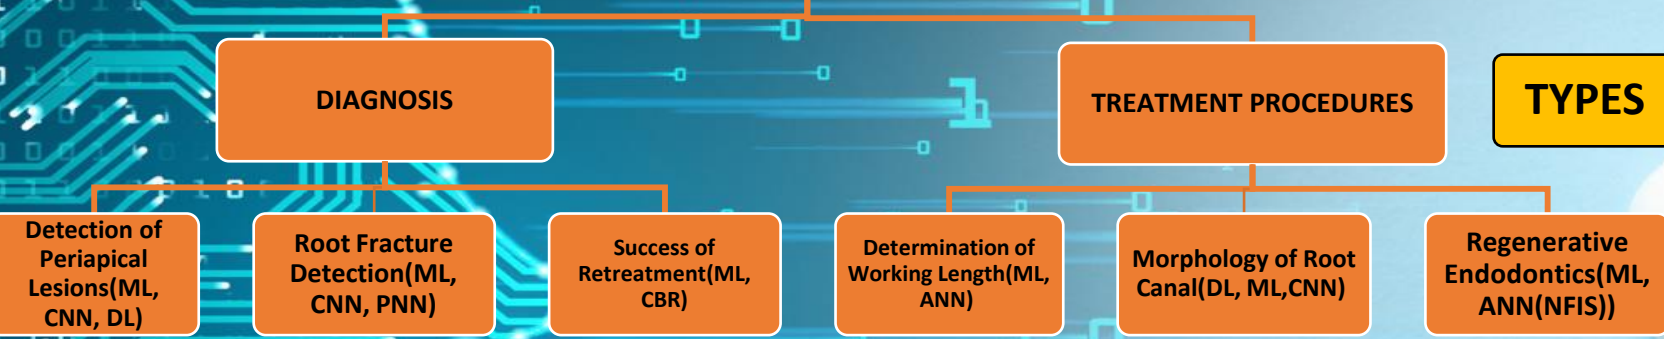 DIAGNOSIS
TREATMENT PROCEDURES
TYPES
Detection of
Periapical
Lesions(ML,
CNN, DL)
Root Fracture
Detection(ML,
CNN, PNN)
Success of
Retreatment(ML,
CBR)
Determination of
Working Length(ML,
ANN)
Morphology of Root
Canal(DL, ML,CNN)
Regenerative
Endodontics(ML,
ANN(NFIS))